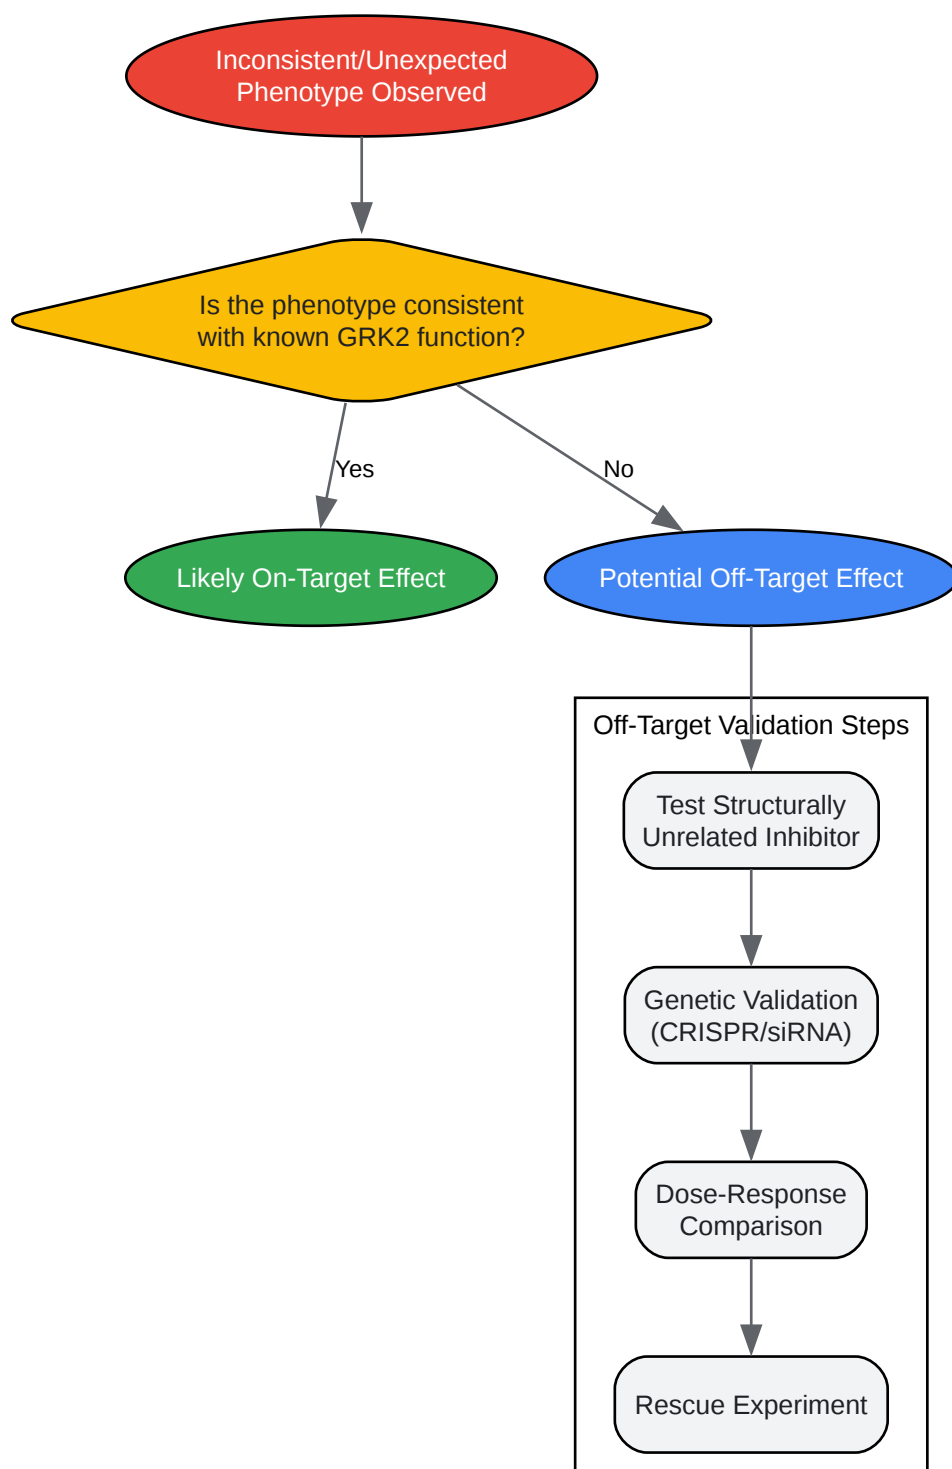 Inconsistent/Unexpected
Phenotype Observed
Is the phenotype consistent
with known GRK2 function?
Yes
No
Likely On-Target Effect
Potential Off-Target Effect
Off-Target Validation Steps
Test Structurally
Unrelated Inhibitor
Genetic Validation
(CRISPR/siRNA)
Dose-Response
Comparison
Rescue Experiment